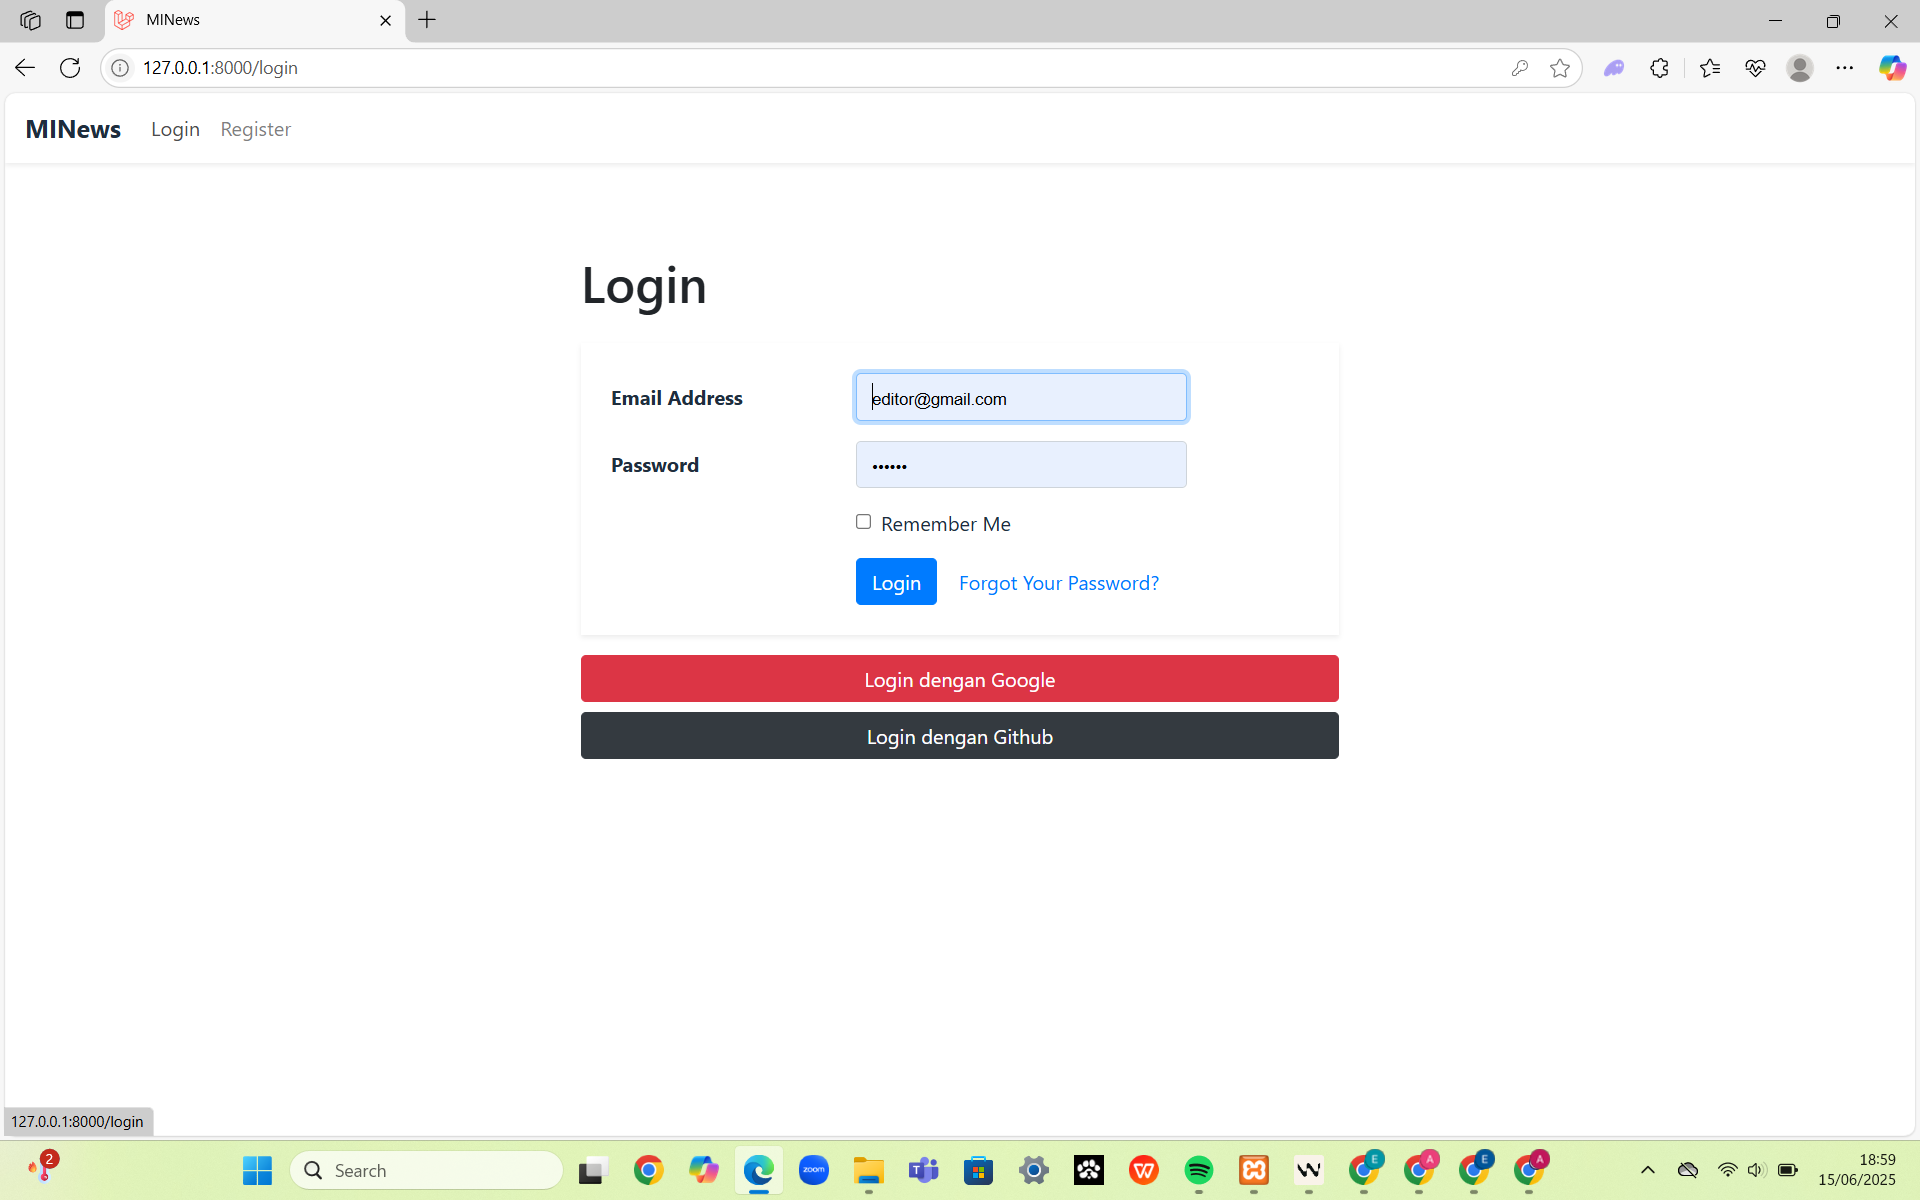 MINews
127.0.0.1:8000/login
MINews Login Register
Login
Email Address editor@gmail.com
Password ••••••
Remember Me
Login Forgot Your Password?
Login dengan Google
Login dengan Github
127.0.0.1:8000/login
2
Search
zoom
T
W
E
A
E
A
18:59
15/06/2025